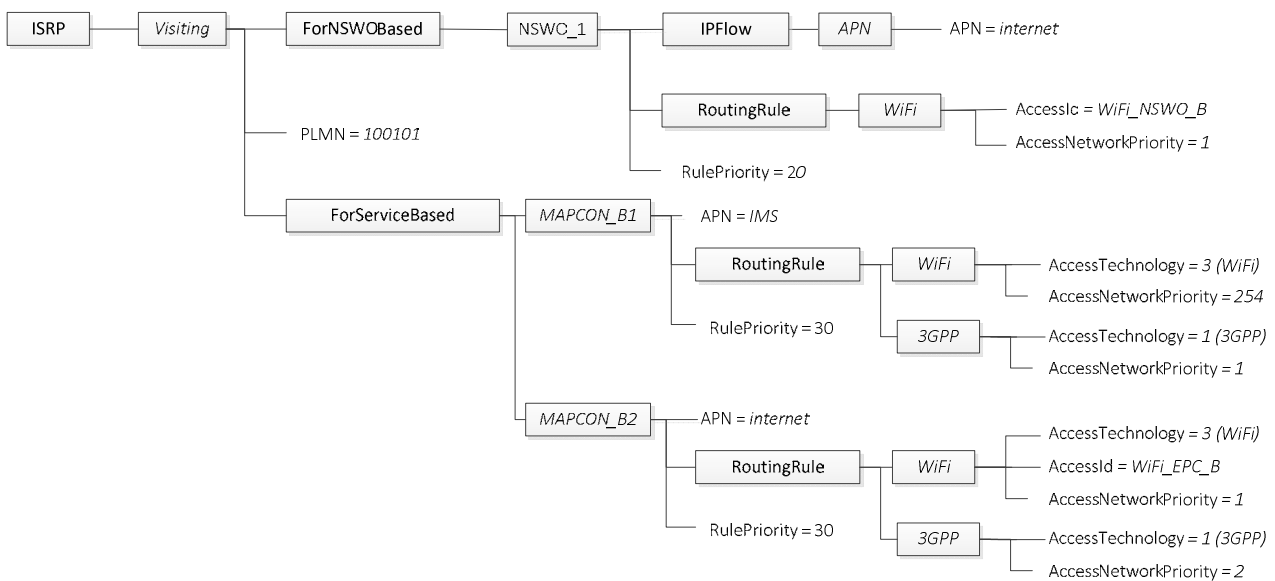 ISRP
Visiting
ForNSWOBased
NSWO_1
IPFlow
APN
APN = internet
RoutingRule
WiFi
AccessId = WiFi_NSWO_B
AccessNetworkPriority = 1
PLMN = 100101
RulePriority = 20
ForServiceBased
MAPCON_B1
APN = IMS
RoutingRule
WiFi
AccessTechnology = 3 (WiFi)
AccessNetworkPriority = 254
RulePriority = 30
3GPP
AccessTechnology = 1 (3GPP)
AccessNetworkPriority = 1
MAPCON_B2
APN = internet
RoutingRule
WiFi
AccessTechnology = 3 (WiFi)
AccessId = WiFi_EPC_B
AccessNetworkPriority = 1
RulePriority = 30
3GPP
AccessTechnology = 1 (3GPP)
AccessNetworkPriority = 2